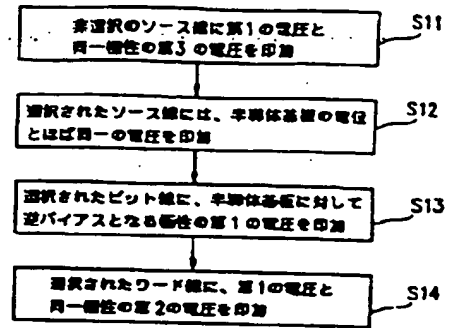 非選択のソース線に第1の電圧と
同一極性の第3の電圧を印加
S11
選択されたソース線には、半導体基板の電位
とほぼ同一の電圧を印加
S12
選択されたビット線に、半導体基板に対して
逆バイアスとなる極性の第1の電圧を印加
S13
選択されたワード線に、第1の電圧と
同一極性の第2の電圧を印加
S14